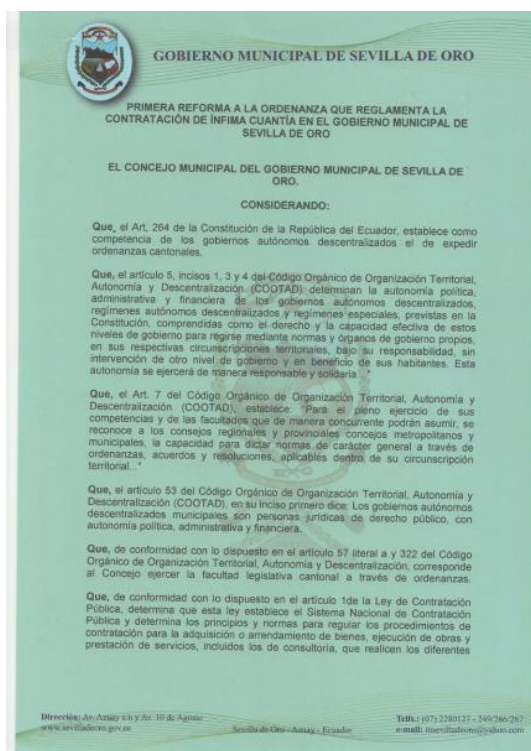 GOBIERNO MUNICIPAL DE SEVILLA DE ORO
PRIMERA REFORMA A LA ORDENANZA QUE REGLAMENTA LA
CONTRATACIÓN DE ÍNFIMA CUANTÍA EN EL GOBIERNO MUNICIPAL DE
SEVILLA DE ORO
EL CONCEJO MUNICIPAL DEL GOBIERNO MUNICIPAL DE SEVILLA DE
ORO.
CONSIDERANDO:
Que, el Art. 264 de la Constitución de la República del Ecuador, establece como
competencia de los gobiernos autónomos descentralizados el de expedir
ordenanzas cantonales.
Que, el artículo 5, incisos 1, 3 y 4 del Código Orgánico de Organización Territorial,
Autonomía y Descentralización (COOTAD) determinan la autonomía política,
administrativa y financiera de los gobiernos autónomos descentralizados,
regímenes autónomos descentralizados y regímenes especiales, previstas en la
Constitución, comprendidas como el derecho y la capacidad efectiva de estos
niveles de gobierno para regirse mediante normas y órganos de gobierno propios,
en sus respectivas circunscripciones territoriales, bajo su responsabilidad, sin
intervención de otro nivel de gobierno y en beneficio de sus habitantes. Esta
autonomía se ejercerá de manera responsable y solidaria..."
Que, el Art. 7 del Código Orgánico de Organización Territorial, Autonomía y
Descentralización (COOTAD), establece: "Para el pleno ejercicio de sus
competencias y de las facultades que de manera concurrente podrán asumir, se
reconoce a los consejos regionales y provinciales concejos metropolitanos y
municipales, la capacidad para dictar normas de carácter general a través de
ordenanzas, acuerdos y resoluciones, aplicables dentro de su circunscripción
territorial..."
Que, el artículo 53 del Código Orgánico de Organización Territorial, Autonomía y
Descentralización (COOTAD), en su inciso primero dice: Los gobiernos autónomos
descentralizados municipales son personas jurídicas de derecho público, con
autonomía política, administrativa y financiera.
Que, de conformidad con lo dispuesto en el artículo 57 literal a y 322 del Código
Orgánico de Organización Territorial, Autonomía y Descentralización, corresponde
al Concejo ejercer la facultad legislativa cantonal a través de ordenanzas.
Que, de conformidad con lo dispuesto en el artículo 1de la Ley de Contratación
Pública, determina que esta ley establece el Sistema Nacional de Contratación
Pública y determina los principios y normas para regular los procedimientos de
contratación para la adquisición o arrendamiento de bienes, ejecución de obras y
prestación de servicios, incluidos los de consultoría, que realicen los diferentes
Dirección: Av. Azuay s/n y Av. 10 de Agosto
www.sevilladeoro.gov.ec
Sevilla de Oro - Azuay - Ecuador
Telfs.: (07) 2280127 - 249/266/267
e-mail: